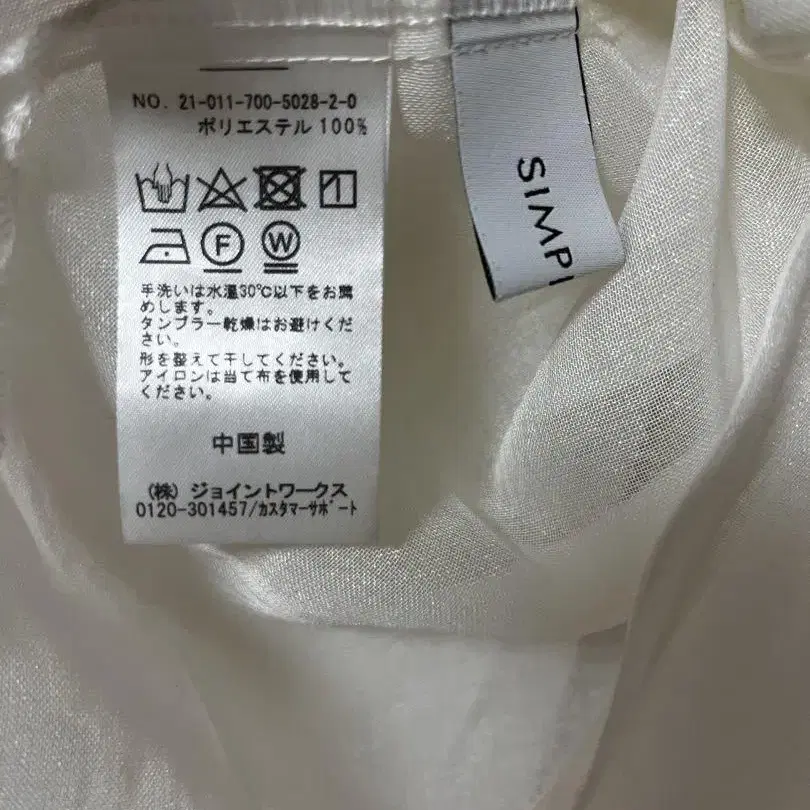 NO. 21-011-700-5028-2-0
ポリエステル 100%
F
W
手洗いは水温30℃以下をお薦
めします。
タンブラー乾燥はお避けくだ
さい。
形を整えて干してください。
アイロンは当て布を使用して
ください。
中国製
(株) ジョイントワークス
0120-301457/カスタマーサポート
SIMPL